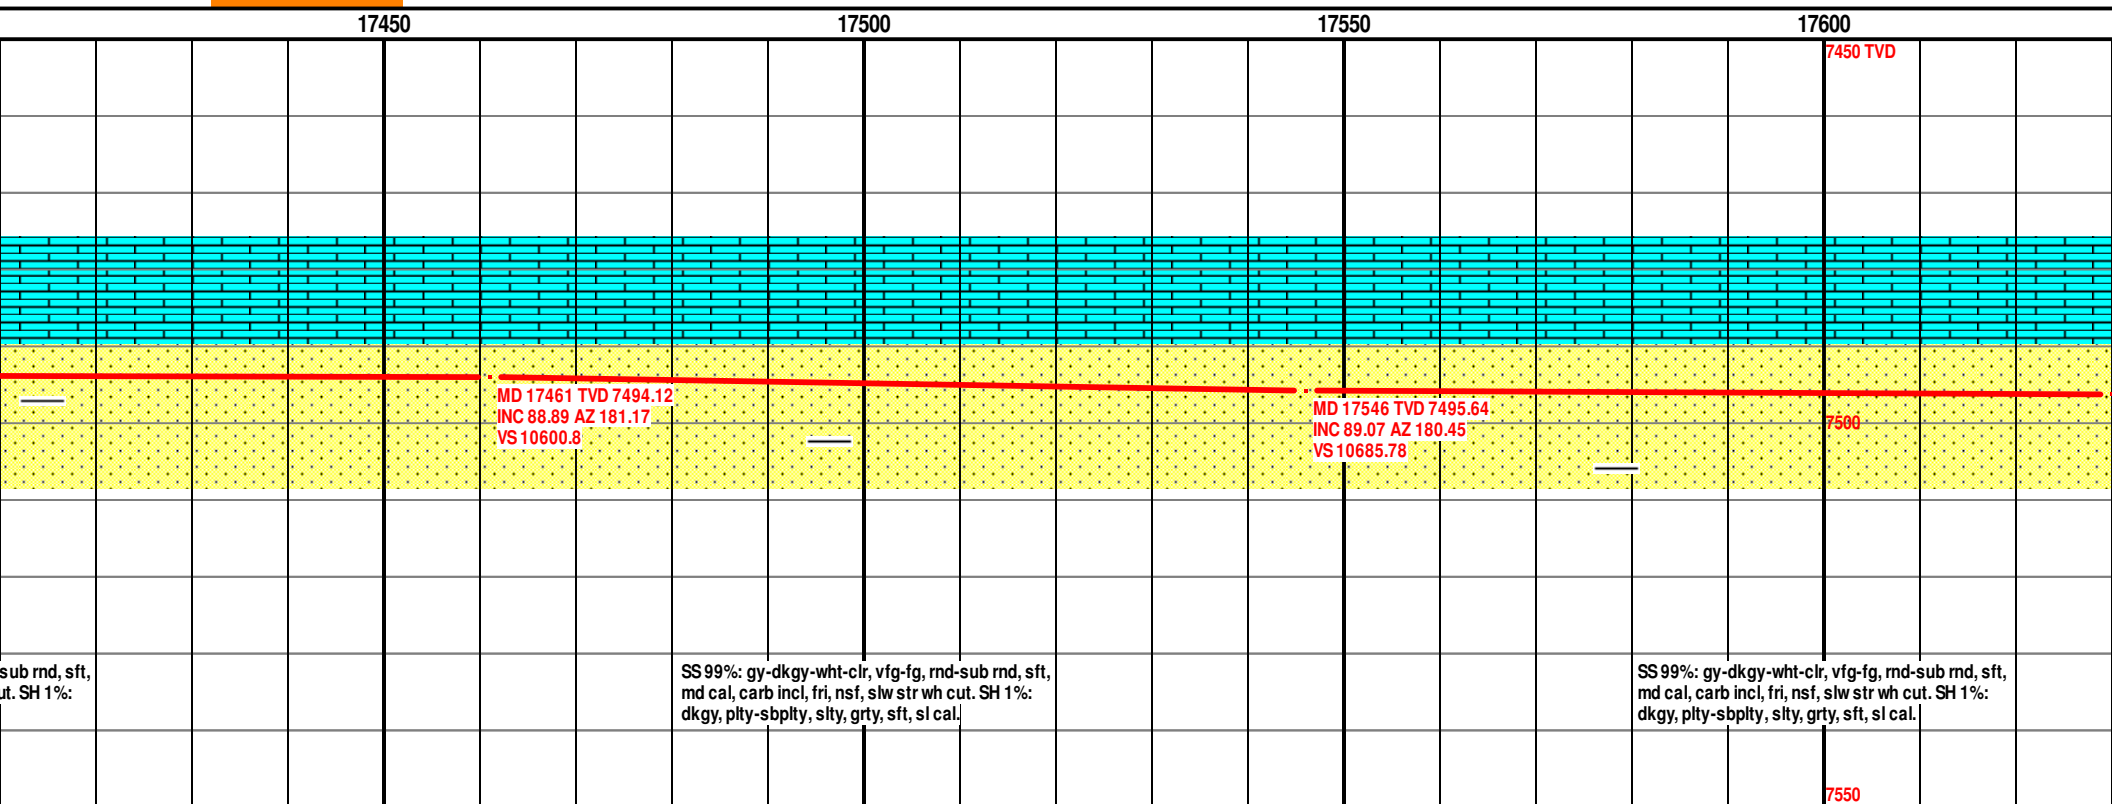 17450
17500
17550
17600
7450 TVD
MD 17461 TVD 7494.12
INC 88.89 AZ 181.17
VS 10600.8
MD 17546 TVD 7495.64
INC 89.07 AZ 180.45
VS 10685.78
7500
sub rnd, sft,
ut. SH 1%:
SS 99%: gy-dkgy-wht-clr, vfg-fg, rnd-sub rnd, sft,
md cal, carb incl, fri, nsf, slw str wh cut. SH 1%:
dkgy, plty-sbplty, slty, grty, sft, sl cal.
SS 99%: gy-dkgy-wht-clr, vfg-fg, rnd-sub rnd, sft,
md cal, carb incl, fri, nsf, slw str wh cut. SH 1%:
dkgy, plty-sbplty, slty, grty, sft, sl cal.
7550